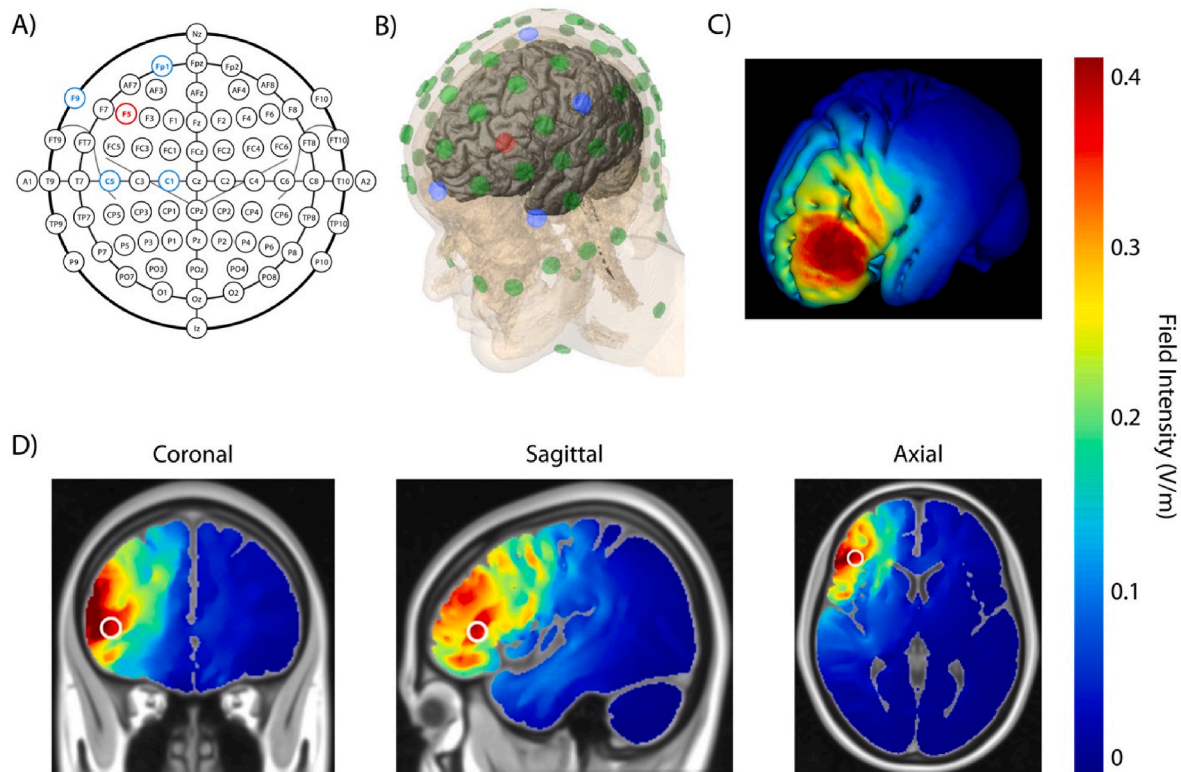 A)
B)
C)
Nz
Fp1 Fpz Fp2
F9 AF7 AF3 AFz AF4 AF8 F10
F7 F5 F3 F1 Fz F2 F4 F6 F8
FT9 FT7 FC5 FC3 FC1 FCz FC2 FC4 FC6 FT8 FT10
A1 T9 T7 C5 C3 C1 Cz C2 C4 C6 C8 T10 A2
TP9 TP7 CP5 CP3 CP1 CPz CP2 CP4 CP6 TP8 TP10
P9 P7 P5 P3 P1 Pz P2 P4 P6 P8 P10
PO7 PO3 POz PO4 PO8
O1 Oz O2
Iz
0.4
0.3
0.2
0.1
0
Field Intensity (V/m)
D)
Coronal
Sagittal
Axial